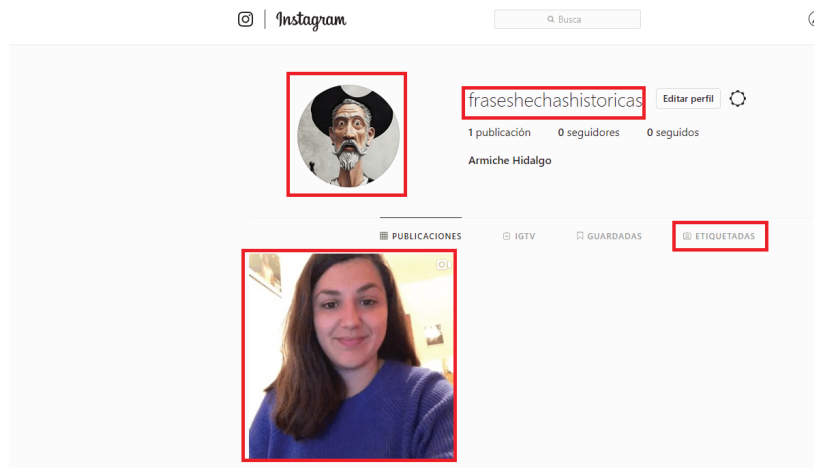 Instagram
Busca
fraseshechashistoricas Editar perfil
1 publicación 0 seguidores 0 seguidos
Armiche Hidalgo
PUBLICACIONES IGTV GUARDADAS ETIQUETADAS